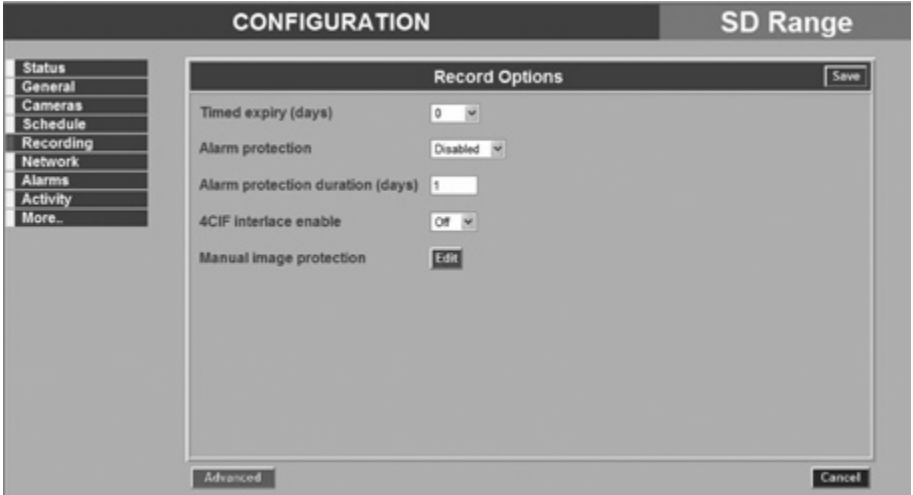 CONFIGURATION
SD Range
Status
General
Cameras
Schedule
Recording
Network
Alarms
Activity
More..
Record Options
Save
Timed expiry (days) 0
Alarm protection Disabled
Alarm protection duration (days) 1
4CIF interlace enable Off
Manual image protection Edit
Advanced
Cancel